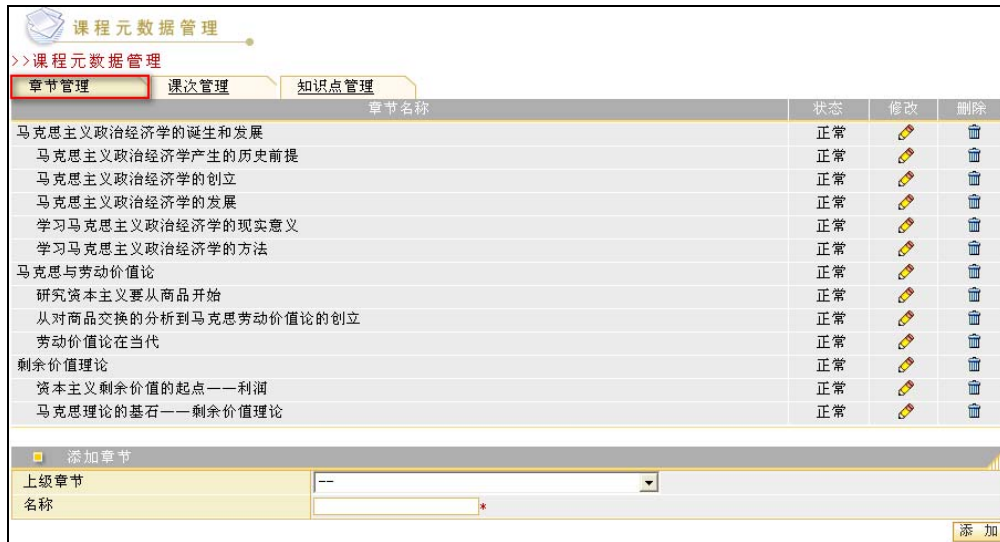 课程元数据管理
>>课程元数据管理
章节管理 课次管理 知识点管理
章节名称 状态 修改 删除
马克思主义政治经济学的诞生和发展 正常
马克思主义政治经济学产生的历史前提 正常
马克思主义政治经济学的创立 正常
马克思主义政治经济学的发展 正常
学习马克思主义政治经济学的现实意义 正常
学习马克思主义政治经济学的方法 正常
马克思与劳动价值论 正常
研究资本主义要从商品开始 正常
从对商品交换的分析到马克思劳动价值论的创立 正常
劳动价值论在当代 正常
剩余价值理论 正常
资本主义剩余价值的起点——利润 正常
马克思理论的基石——剩余价值理论 正常
添加章节
上级章节 --
名称 *
添 加